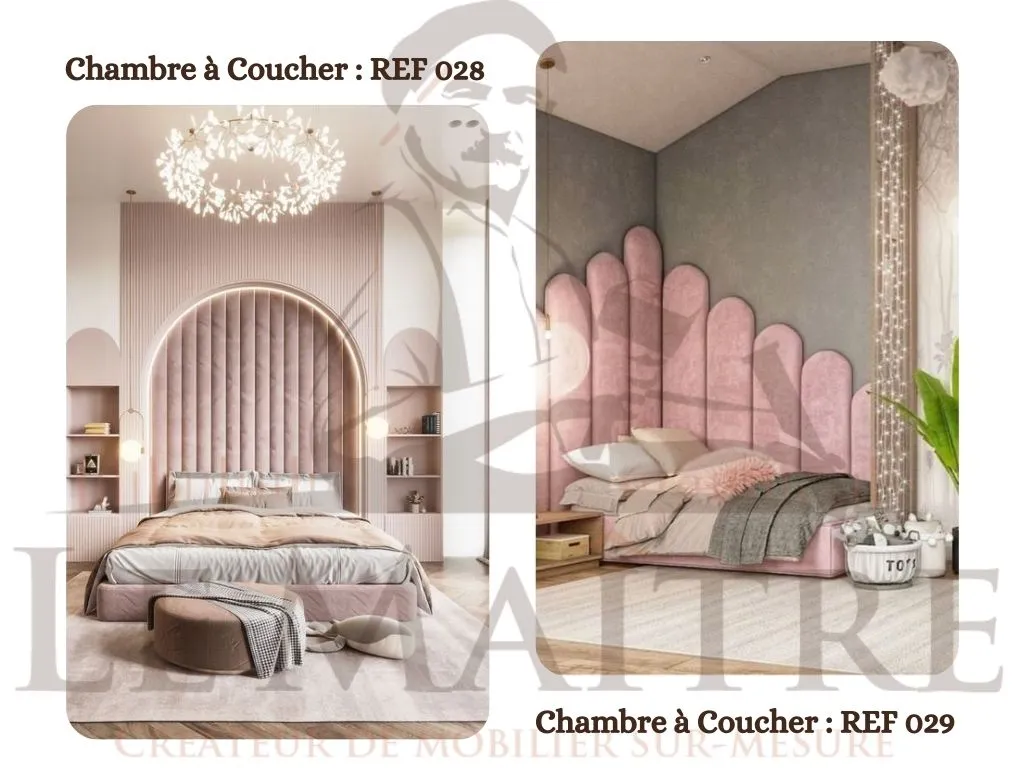 Chambre à Coucher : REF 028
LEMAITRE
CRÉATEUR DE MOBILIER SUR-MESURE
TOYS
Chambre à Coucher : REF 029